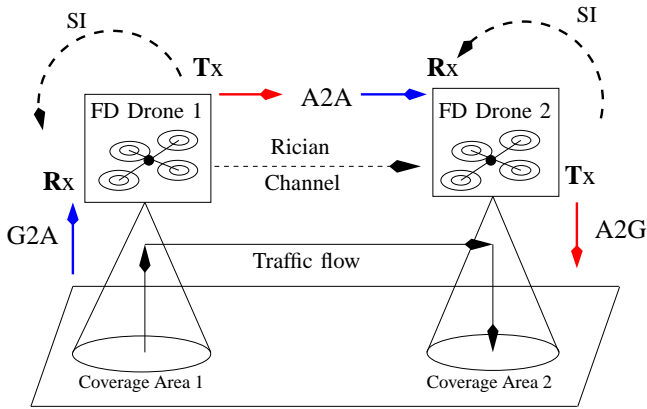 SI
SI
Tx
Rx
FD Drone 1
A2A
FD Drone 2
Rician
Channel
Rx
Tx
G2A
A2G
Traffic flow
Coverage Area 1
Coverage Area 2